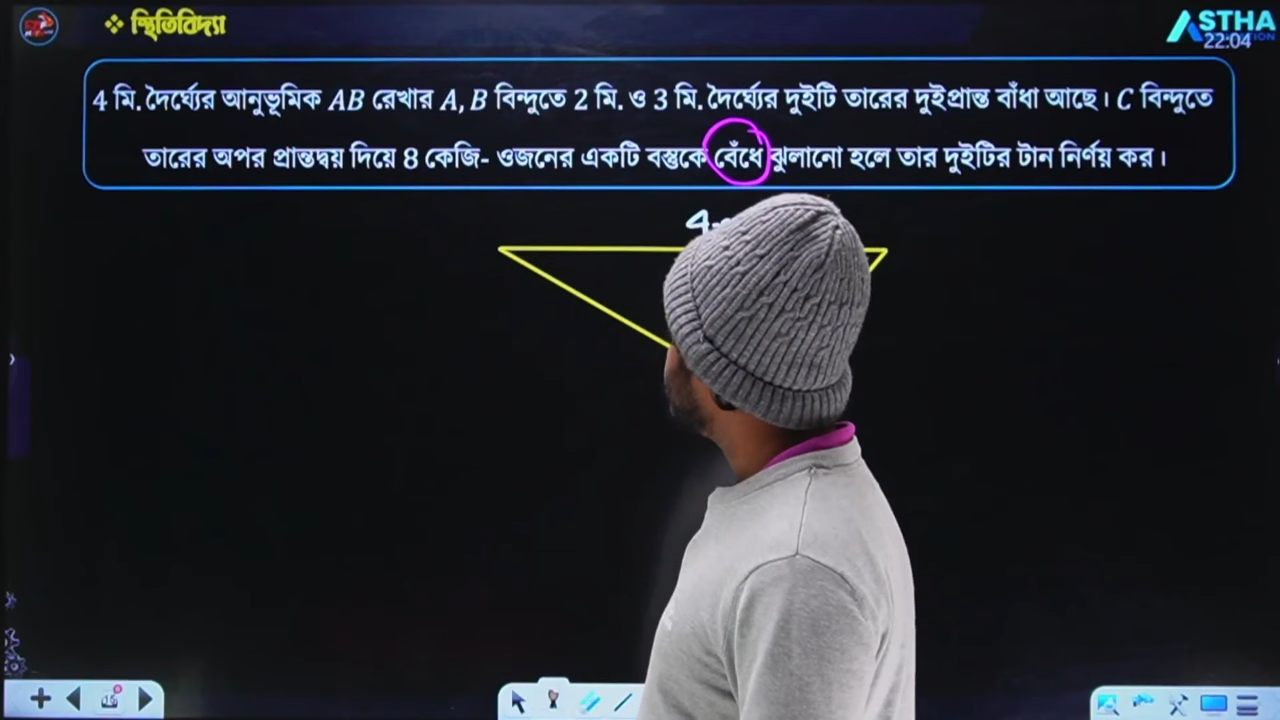 ❖ স্থিতিবিদ্যা
ASTHA
22:04
4 মি. দৈর্ঘ্যের আনুভূমিক AB রেখার A, B বিন্দুতে 2 মি. ও 3 মি. দৈর্ঘ্যের দুইটি তারের দুইপ্রান্ত বাঁধা আছে। C বিন্দুতে
তারের অপর প্রান্তদ্বয় দিয়ে 8 কেজি- ওজনের একটি বস্তুকে বেঁধে ঝুলানো হলে তার দুইটির টান নির্ণয় কর।
4